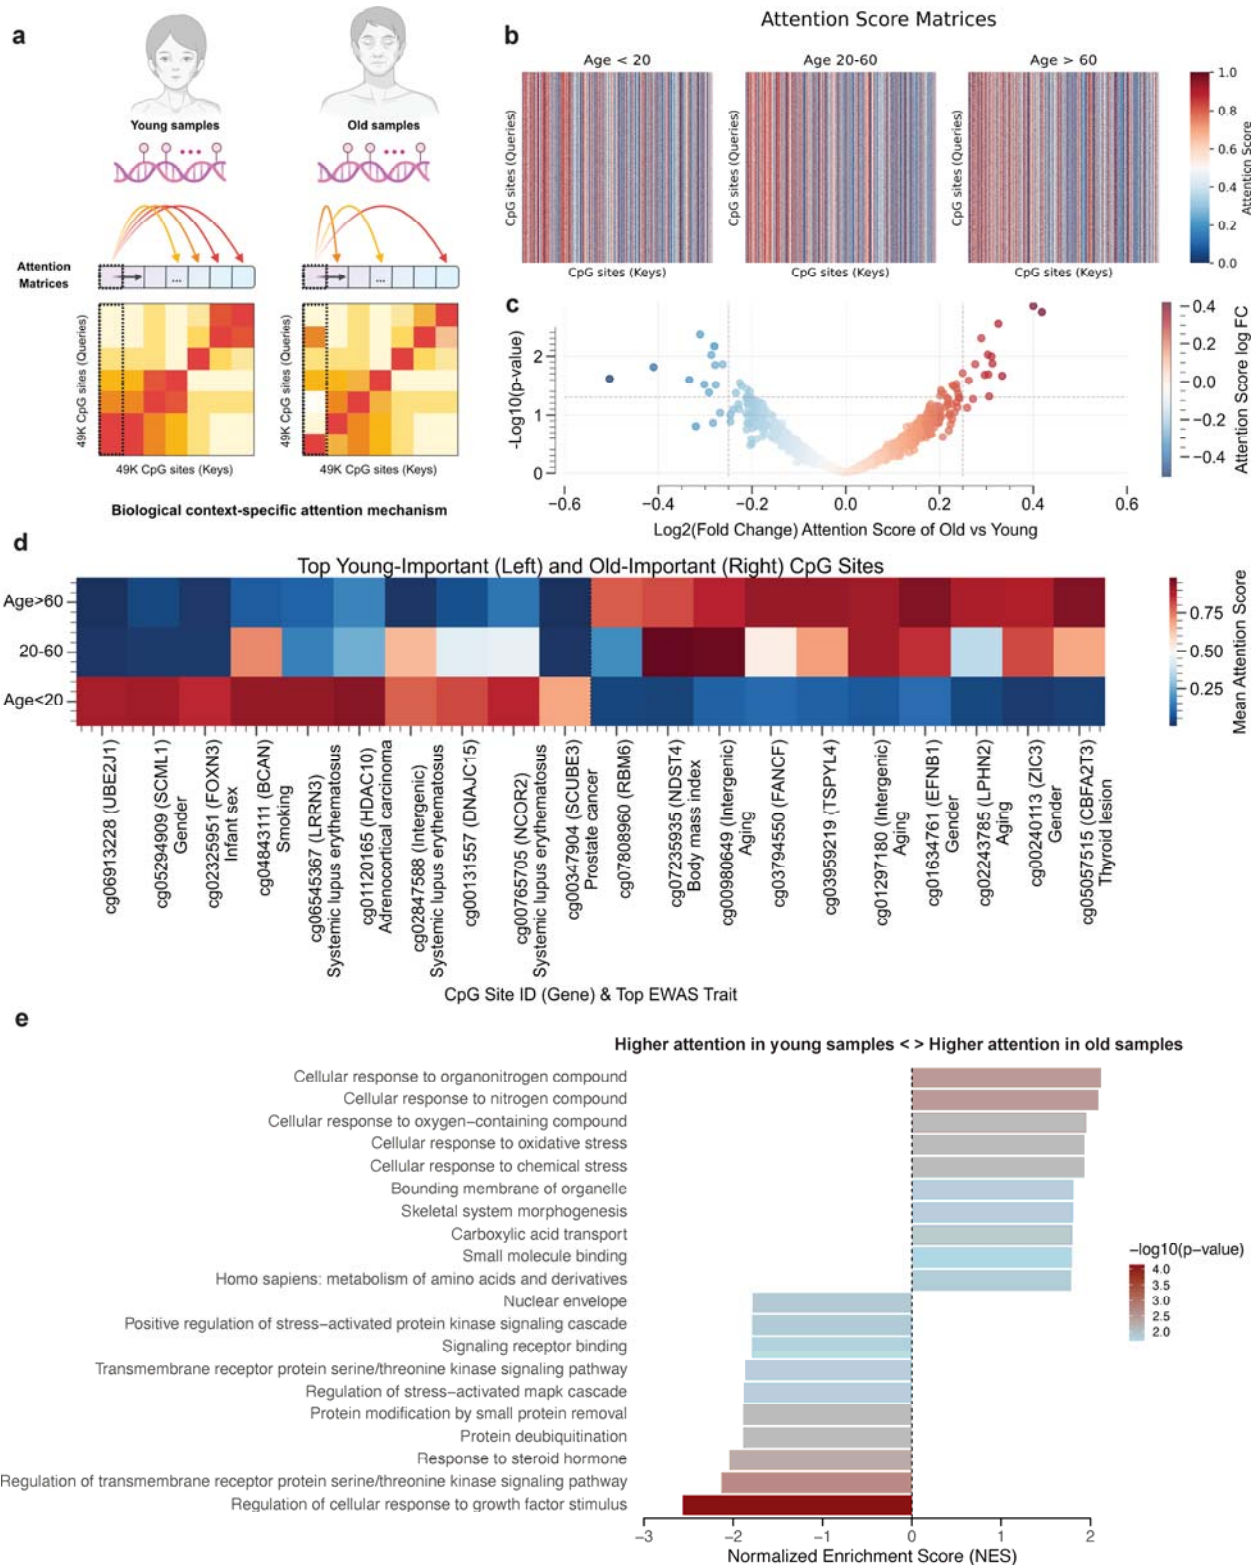 a
Young samples
Old samples
Attention
Matrices
...
...
49K CpG sites (Queries)
49K CpG sites (Queries)
49K CpG sites (Keys)
49K CpG sites (Keys)
Biological context-specific attention mechanism
b
Attention Score Matrices
Age < 20
Age 20-60
Age > 60
CpG sites (Queries)
CpG sites (Queries)
CpG sites (Queries)
CpG sites (Keys)
CpG sites (Keys)
CpG sites (Keys)
1.0
0.8
0.6
0.4
0.2
0.0
Attention Score
c
-Log10(p-value)
2
1
0
−0.6
−0.4
−0.2
0.0
0.2
0.4
0.6
Log2(Fold Change) Attention Score of Old vs Young
0.4
0.2
0.0
−0.2
−0.4
Attention Score log FC
d
Top Young-Important (Left) and Old-Important (Right) CpG Sites
Age>60
20-60
Age<20
0.75
0.50
0.25
Mean Attention Score
cg06913228 (UBE2J1)
cg05294909 (SCML1)
Gender
cg02325951 (FOXN3)
Infant sex
cg04843111 (BCAN)
Smoking
cg06545367 (LRRN3)
Systemic lupus erythematosus
cg01120165 (HDAC10)
Adrenocortical carcinoma
cg02847588 (Intergenic)
Systemic lupus erythematosus
cg00131557 (DNAJC15)
cg00765705 (NCOR2)
Systemic lupus erythematosus
cg00347904 (SCUBE3)
Prostate cancer
cg07808960 (RBM6)
cg07235935 (NDST4)
Body mass index
cg00980649 (Intergenic)
Aging
cg03794550 (FANCF)
cg03959219 (TSPYL4)
cg01297180 (Intergenic)
Aging
cg01634761 (EFNB1)
Gender
cg02243785 (LPHN2)
Aging
cg00240113 (ZIC3)
Gender
cg05057515 (CBFA2T3)
Thyroid lesion
CpG Site ID (Gene) & Top EWAS Trait
e
Higher attention in young samples < > Higher attention in old samples
Cellular response to organonitrogen compound
Cellular response to nitrogen compound
Cellular response to oxygen−containing compound
Cellular response to oxidative stress
Cellular response to chemical stress
Bounding membrane of organelle
Skeletal system morphogenesis
Carboxylic acid transport
Small molecule binding
Homo sapiens: metabolism of amino acids and derivatives
Nuclear envelope
Positive regulation of stress−activated protein kinase signaling cascade
Signaling receptor binding
Transmembrane receptor protein serine/threonine kinase signaling pathway
Regulation of stress−activated mapk cascade
Protein modification by small protein removal
Protein deubiquitination
Response to steroid hormone
Regulation of transmembrane receptor protein serine/threonine kinase signaling pathway
Regulation of cellular response to growth factor stimulus
−log10(p−value)
4.0
3.5
3.0
2.5
2.0
−3
−2
−1
0
1
2
Normalized Enrichment Score (NES)